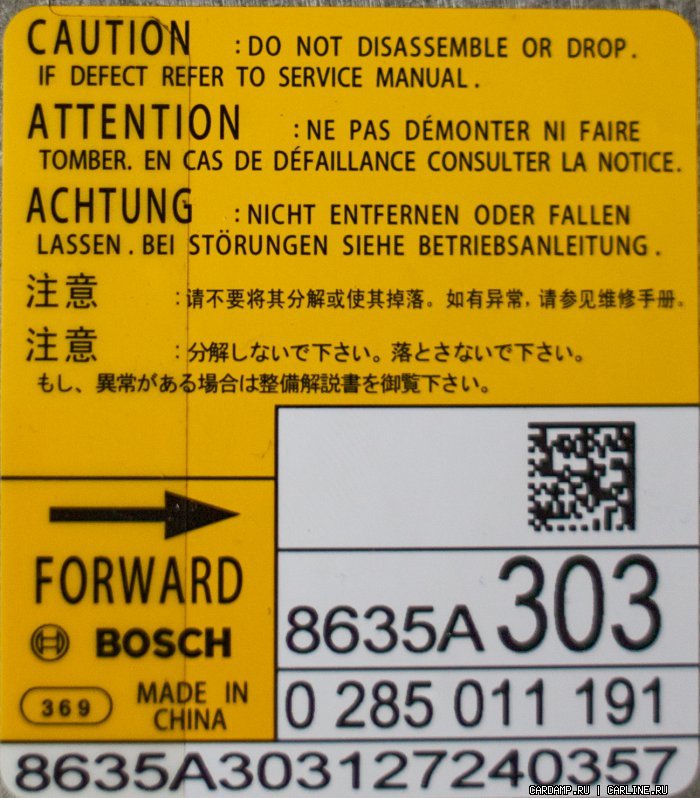 CAUTION :DO NOT DISASSEMBLE OR DROP.
IF DEFECT REFER TO SERVICE MANUAL.
ATTENTION :NE PAS DÉMONTER NI FAIRE
TOMBER. EN CAS DE DÉFAILLANCE CONSULTER LA NOTICE.
ACHTUNG :NICHT ENTFERNEN ODER FALLEN
LASSEN. BEI STÖRUNGEN SIEHE BETRIEBSANLEITUNG.
注意 :请不要将其分解或使其掉落。如有异常,请参见维修手册。
注意 :分解しないで下さい。落とさないで下さい。
もし、異常がある場合は整備解説書を御覧下さい。
FORWARD
BOSCH
369
MADE IN
CHINA
8635A303
0 285 011 191
8635A303127240357
CARDAMP.RU | CARLINE.RU